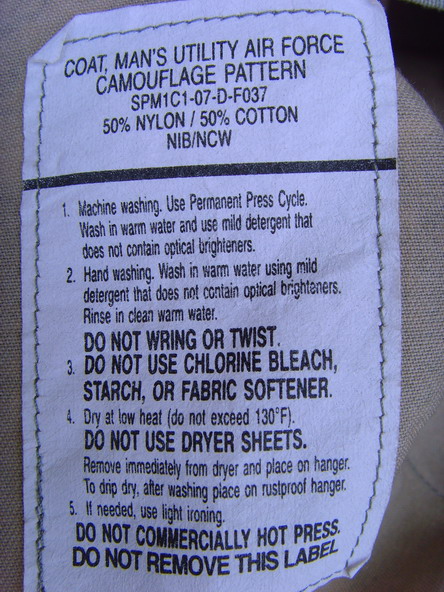 COAT, MAN'S UTILITY AIR FORCE
CAMOUFLAGE PATTERN
SPM1C1-07-D-F037
50% NYLON / 50% COTTON
NIB/NCW
1. Machine washing. Use Permanent Press Cycle.
Wash in warm water and use mild detergent that
does not contain optical brighteners.
2. Hand washing. Wash in warm water using mild
detergent that does not contain optical brighteners.
Rinse in clean warm water.
DO NOT WRING OR TWIST.
3. DO NOT USE CHLORINE BLEACH,
STARCH, OR FABRIC SOFTENER.
4. Dry at low heat (do not exceed 130°F).
DO NOT USE DRYER SHEETS.
Remove immediately from dryer and place on hanger.
To drip dry, after washing place on rustproof hanger.
5. If needed, use light ironing.
DO NOT COMMERCIALLY HOT PRESS.
DO NOT REMOVE THIS LABEL